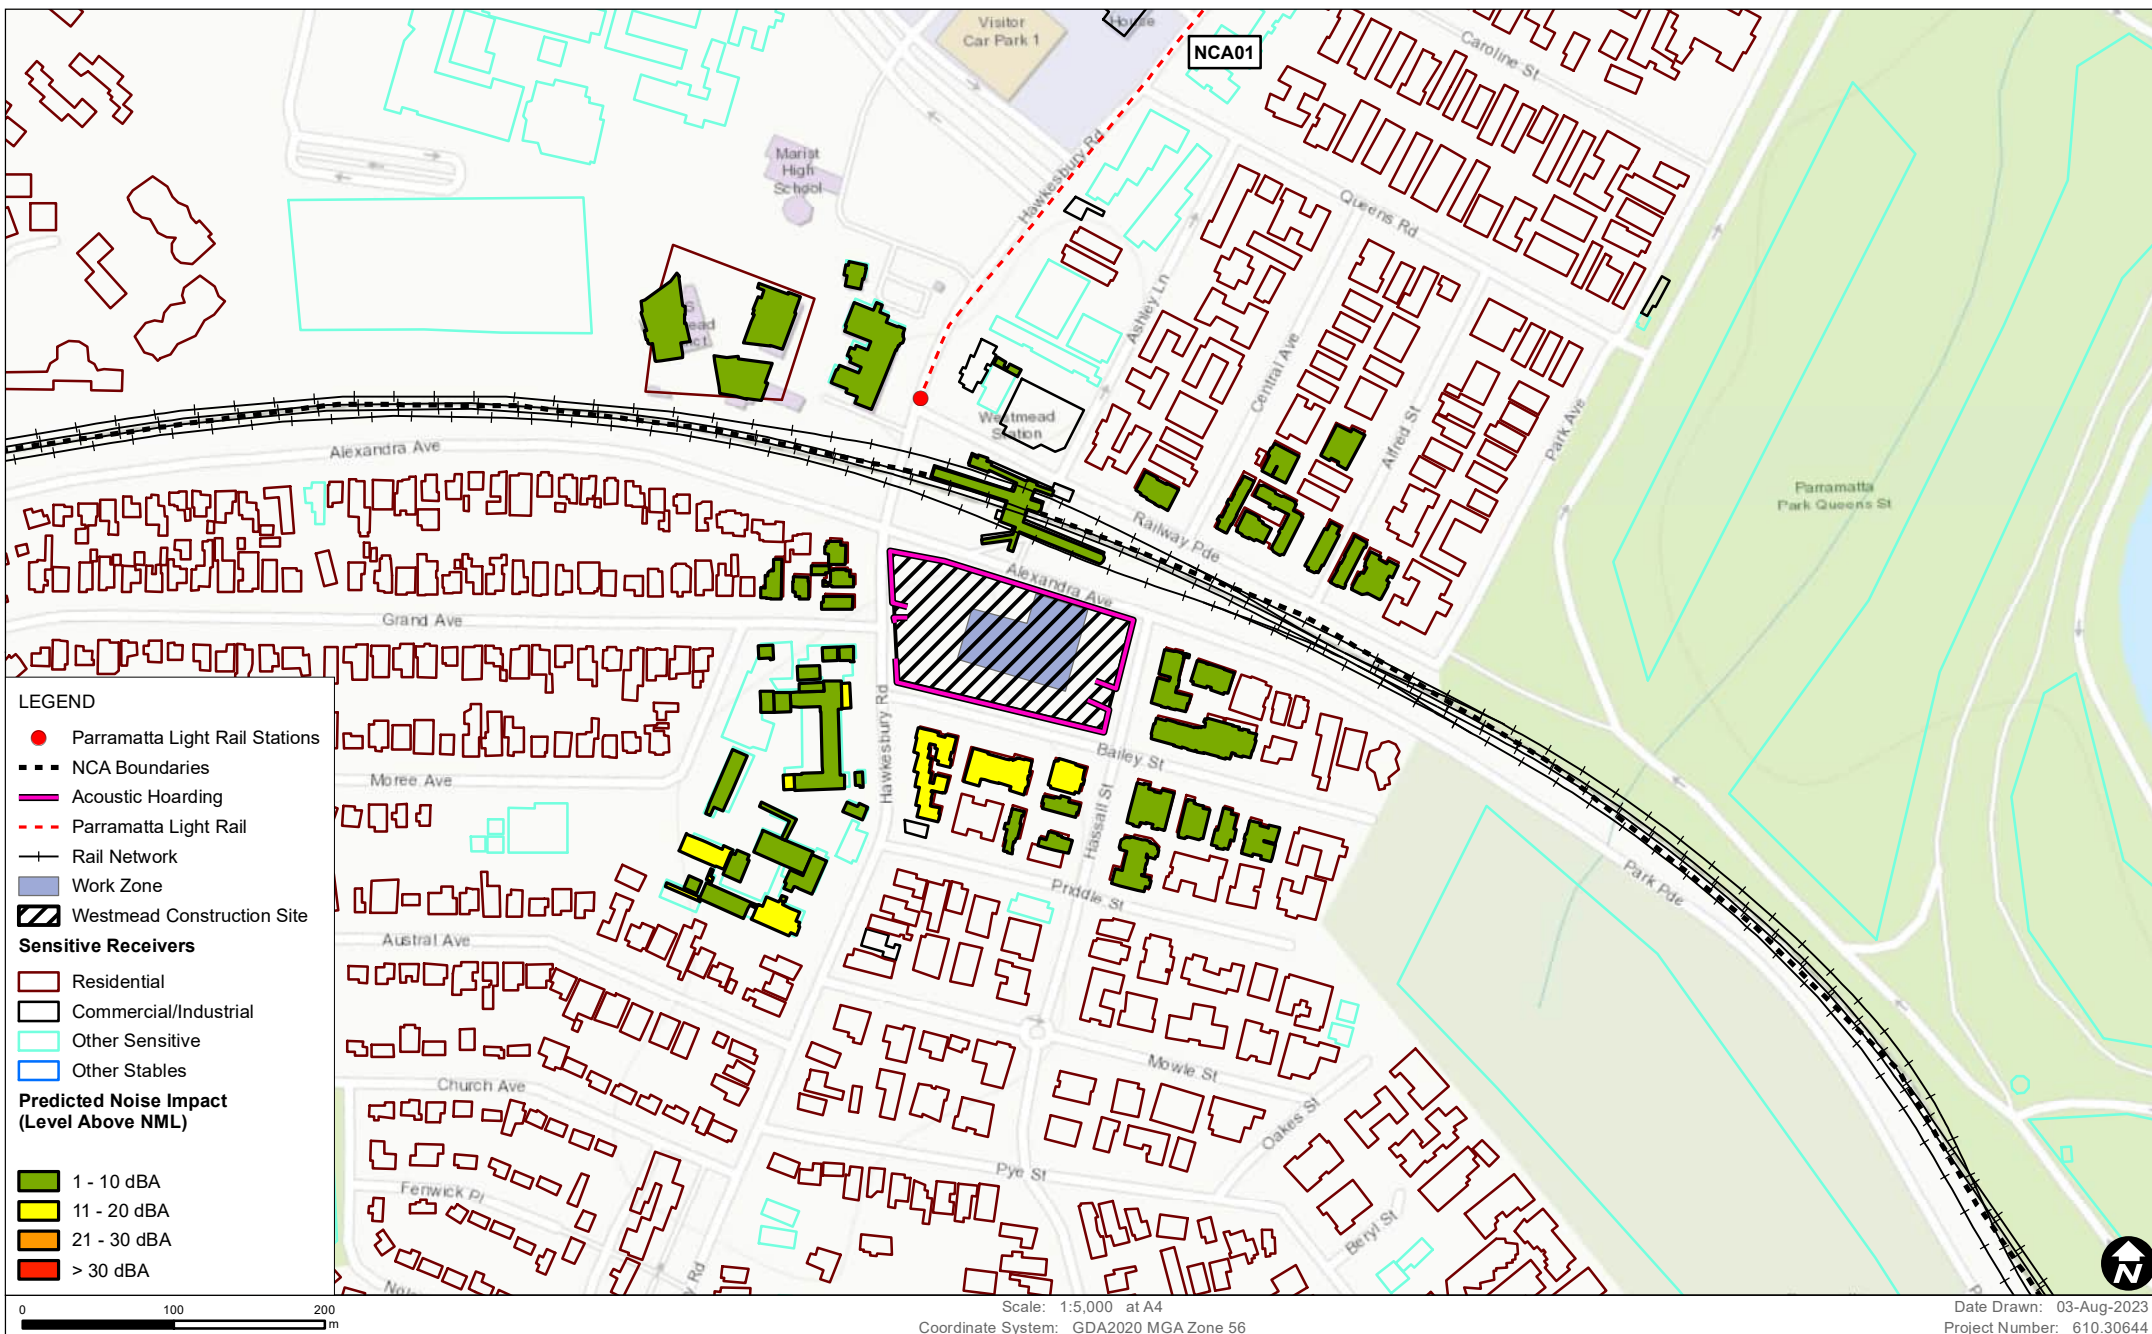 Visitor
Car Park 1
House
NCA01
Caroline St
Marist
High
School
Hawkesbury Rd
Queens Rd
Ashley Ln
Central Ave
Alfred St
Park Ave
Westmead
Station
Parramatta
Park Queens St
Alexandra Ave
Railway Pde
Alexandra Ave
Grand Ave
Hawkesbury Rd
Bailey St
Hassall St
Moree Ave
Priddle St
Park Pde
Austral Ave
Mowle St
Church Ave
Oakes St
Pye St
Fenwick Pl
Beryl St
LEGEND
Parramatta Light Rail Stations
NCA Boundaries
Acoustic Hoarding
Parramatta Light Rail
Rail Network
Work Zone
Westmead Construction Site
Sensitive Receivers
Residential
Commercial/Industrial
Other Sensitive
Other Stables
Predicted Noise Impact
(Level Above NML)
1 - 10 dBA
11 - 20 dBA
21 - 30 dBA
> 30 dBA
N
0 100 200
m
Scale: 1:5,000 at A4
Coordinate System: GDA2020 MGA Zone 56
Date Drawn: 03-Aug-2023
Project Number: 610.30644